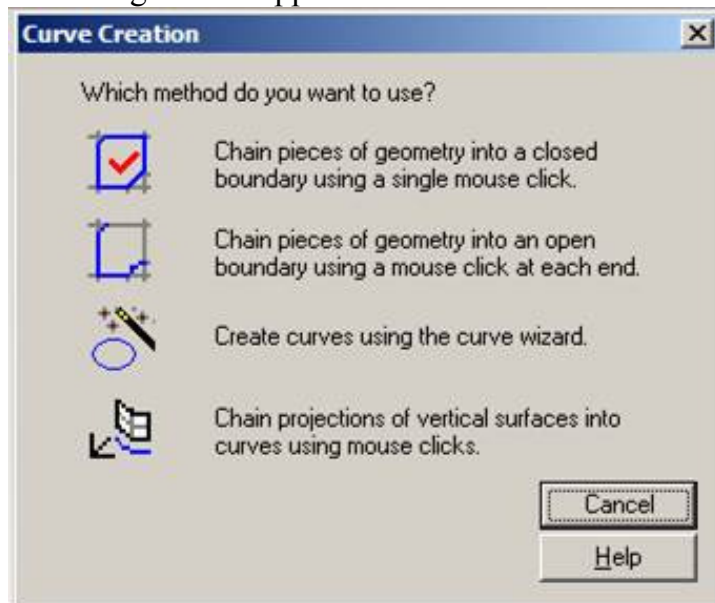 Curve Creation
Which method do you want to use?
Chain pieces of geometry into a closed
boundary using a single mouse click.
Chain pieces of geometry into an open
boundary using a mouse click at each end.
Create curves using the curve wizard.
Chain projections of vertical surfaces into
curves using mouse clicks.
Cancel
Help